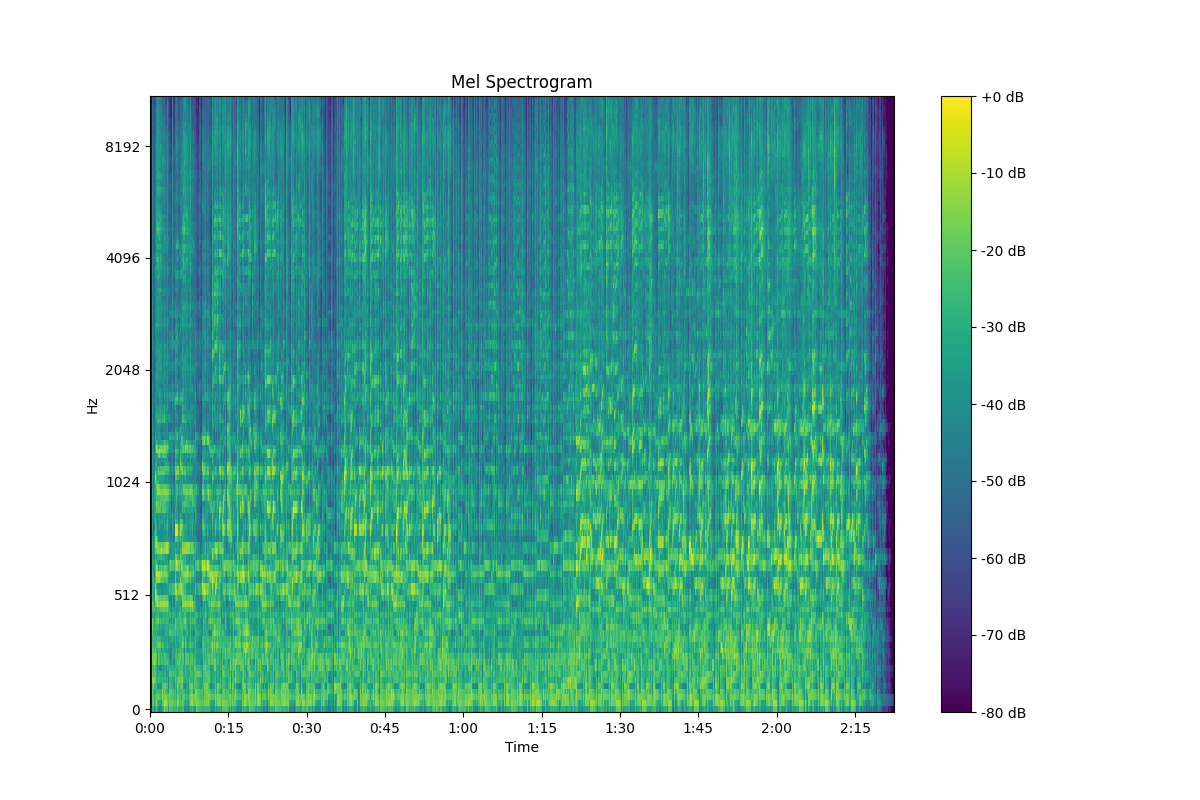 Mel Spectrogram
+0 dB
8192
-10 dB
-20 dB
4096
-30 dB
2048
Hz
-40 dB
1024
-50 dB
-60 dB
512
-70 dB
0
-80 dB
0:00 0:15 0:30 0:45 1:00 1:15 1:30 1:45 2:00 2:15
Time